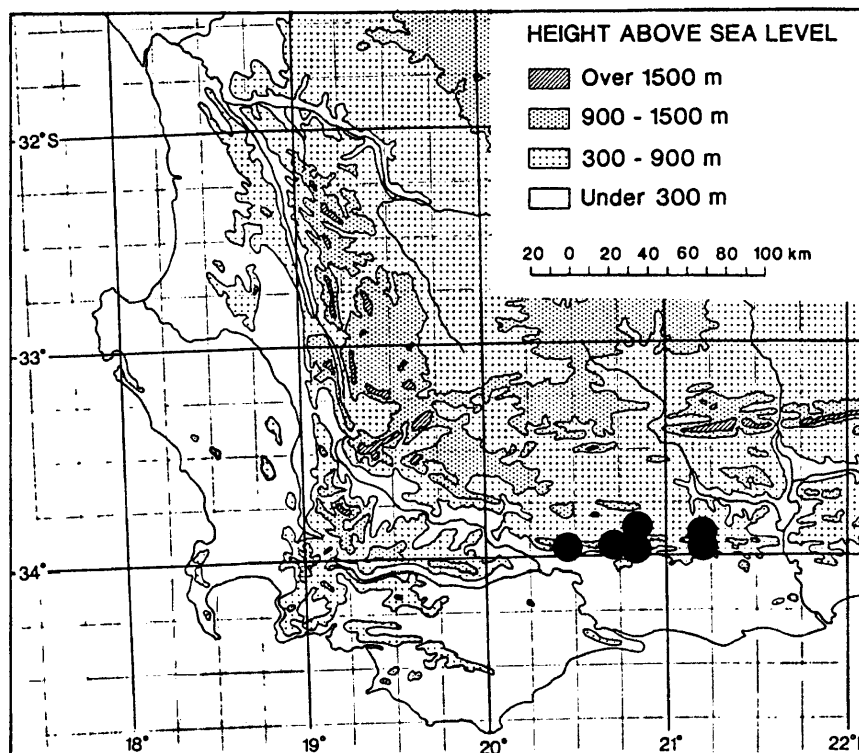 HEIGHT ABOVE SEA LEVEL
Over 1500 m
900 - 1500 m
300 - 900 m
Under 300 m
20 0 20 40 60 80 100 km
32°S
33°
34°
18° 19° 20° 21° 22°